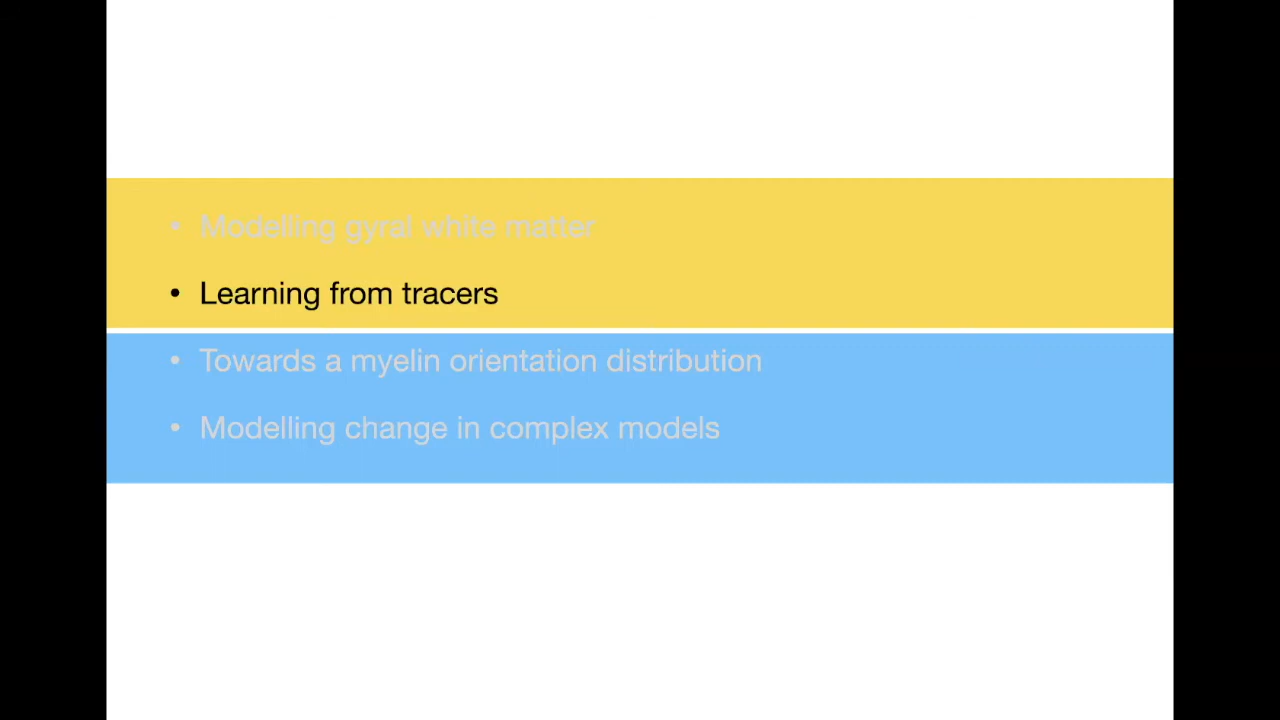 • Modelling gyral white matter
• Learning from tracers
• Towards a myelin orientation distribution
• Modelling change in complex models